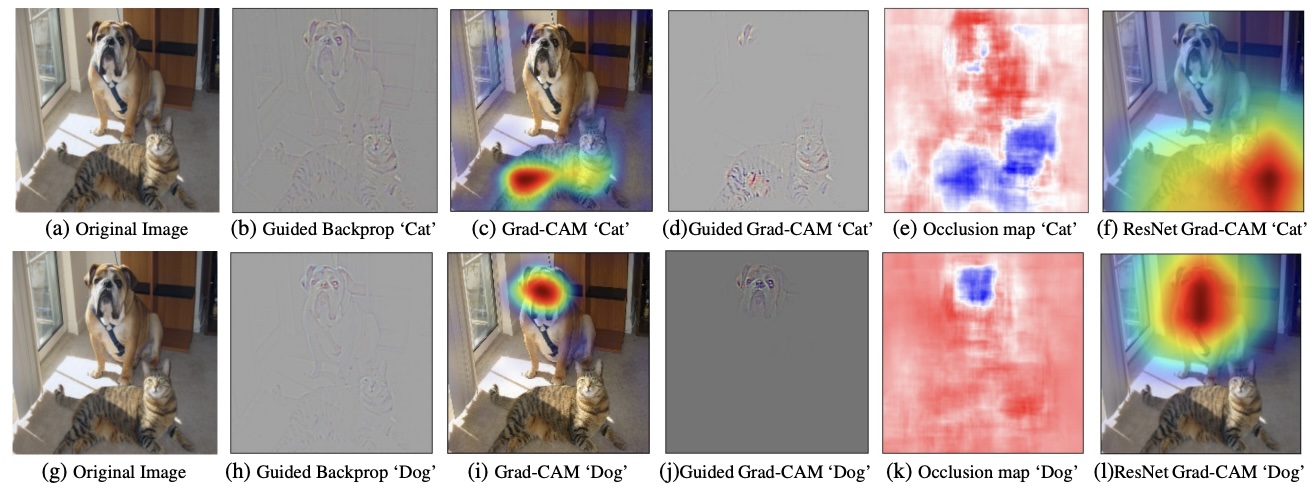 (a) Original Image
(b) Guided Backprop ‘Cat’
(c) Grad-CAM ‘Cat’
(d)Guided Grad-CAM ‘Cat’
(e) Occlusion map ‘Cat’
(f) ResNet Grad-CAM ‘Cat’
(g) Original Image
(h) Guided Backprop ‘Dog’
(i) Grad-CAM ‘Dog’
(j)Guided Grad-CAM ‘Dog’
(k) Occlusion map ‘Dog’
(l)ResNet Grad-CAM ‘Dog’